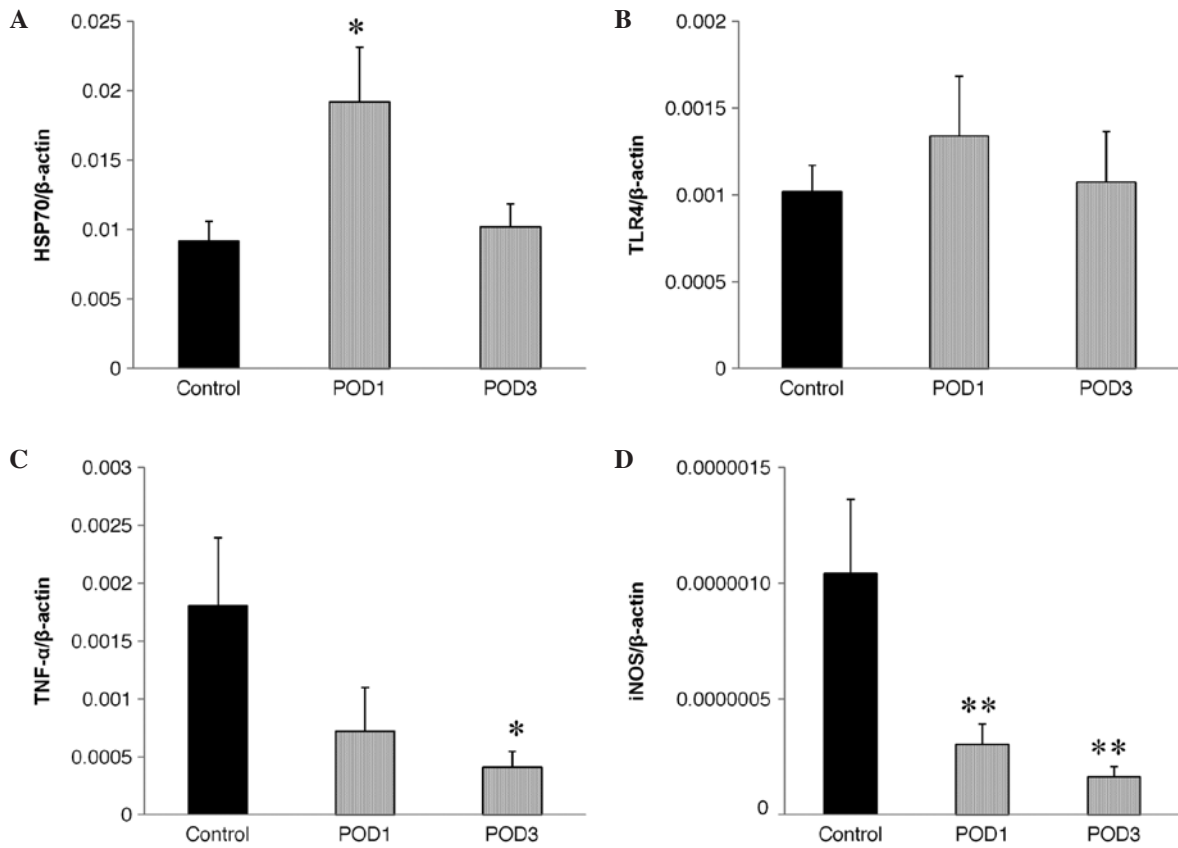 A
HSP70/β-actin
0.025
0.02
0.015
0.01
0.005
0
*
Control
POD1
POD3
B
TLR4/β-actin
0.002
0.0015
0.001
0.0005
0
Control
POD1
POD3
C
TNF-α/β-actin
0.003
0.0025
0.002
0.0015
0.001
0.0005
0
*
Control
POD1
POD3
D
iNOS/β-actin
0.0000015
0.0000010
0.0000005
0
**
**
Control
POD1
POD3